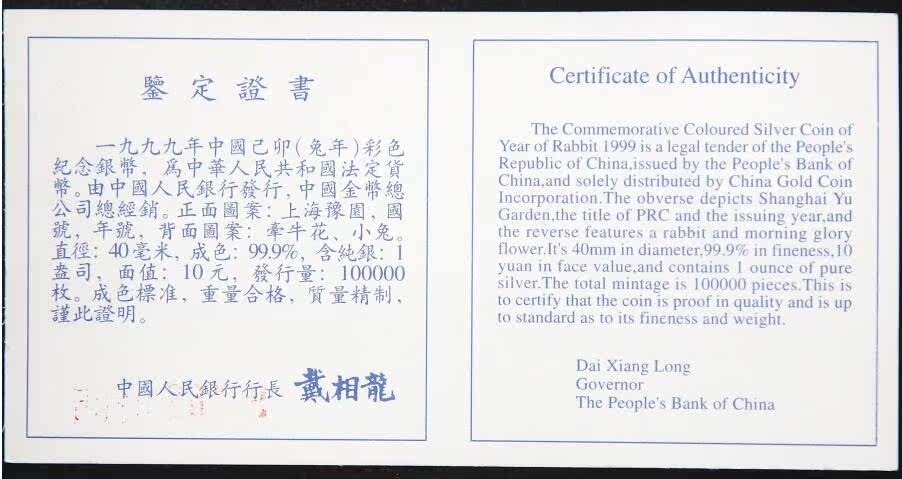 鑒定證書
一九九九年中國己卯(兔年)彩色
紀念銀幣，爲中華人民共和國法定貨
幣。由中國人民銀行發行，中國金幣總
公司總經銷。正面圖案：上海豫園，國
號，年號，背面圖案：牽牛花、小兔。
直徑：40毫米，成色：99.9%，含純銀：1
盎司，面值：10元，發行量：100000
枚。成色標准，重量合格，質量精制，
謹此證明。
中國人民銀行行長 戴相龍
Certificate of Authenticity
The Commemorative Coloured Silver Coin of
Year of Rabbit 1999 is a legal tender of the People's
Republic of China,issued by the People's Bank of
China,and solely distributed by China Gold Coin
Incorporation.The obverse depicts Shanghai Yu
Garden,the title of PRC and the issuing year,and
the reverse features a rabbit and morning glory
flower.It's 40mm in diameter,99.9% in fineness,10
yuan in face value,and contains 1 ounce of pure
silver.The total mintage is 100000 pieces.This is
to certify that the coin is proof in quality and is up
to standard as to its fineness and weight.
Dai Xiang Long
Governor
The People's Bank of China